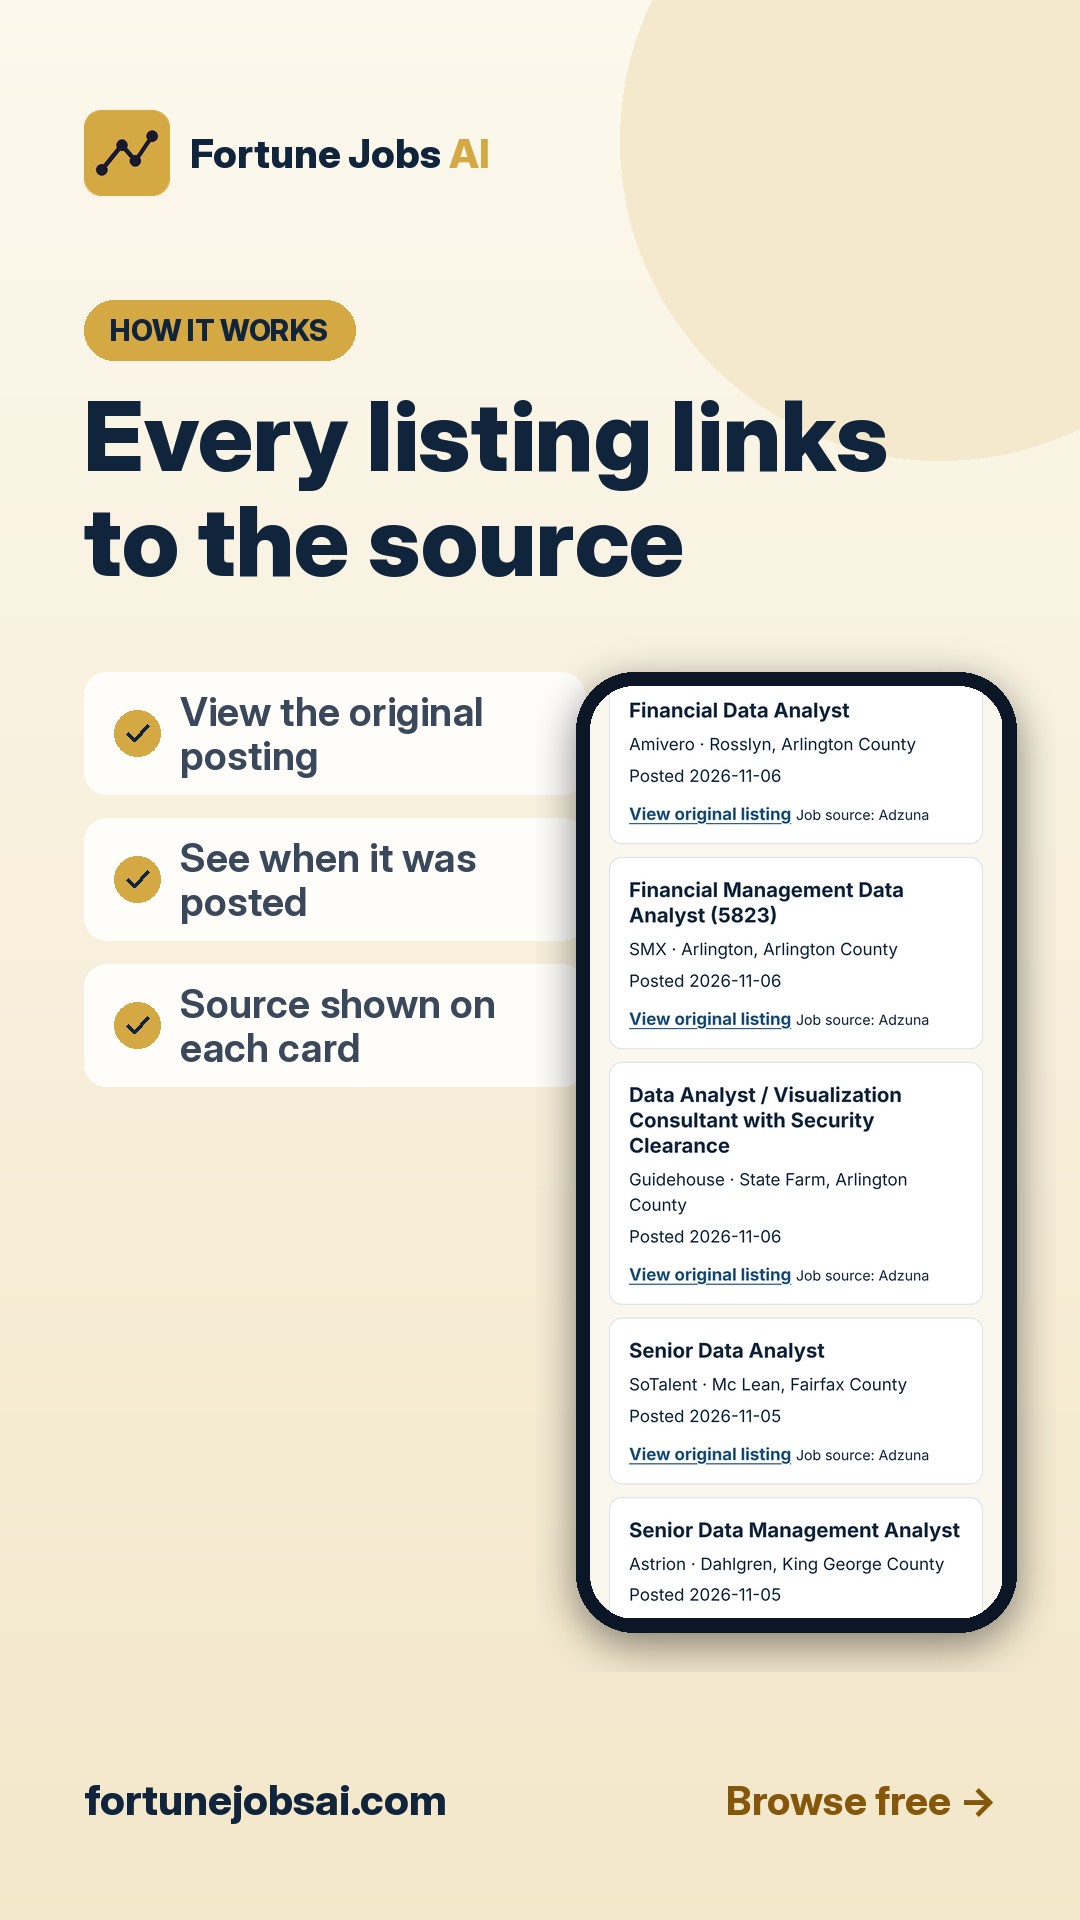 Fortune Jobs AI
HOW IT WORKS
Every listing links
to the source
View the original
posting
See when it was
posted
Source shown on
each card
Financial Data Analyst
Amivero · Rosslyn, Arlington County
Posted 2026-11-06
View original listing Job source: Adzuna
Financial Management Data
Analyst (5823)
SMX · Arlington, Arlington County
Posted 2026-11-06
View original listing Job source: Adzuna
Data Analyst / Visualization
Consultant with Security
Clearance
Guidehouse · State Farm, Arlington
County
Posted 2026-11-06
View original listing Job source: Adzuna
Senior Data Analyst
SoTalent · Mc Lean, Fairfax County
Posted 2026-11-05
View original listing Job source: Adzuna
Senior Data Management Analyst
Astrion · Dahlgren, King George County
Posted 2026-11-05
fortunejobsai.com
Browse free →